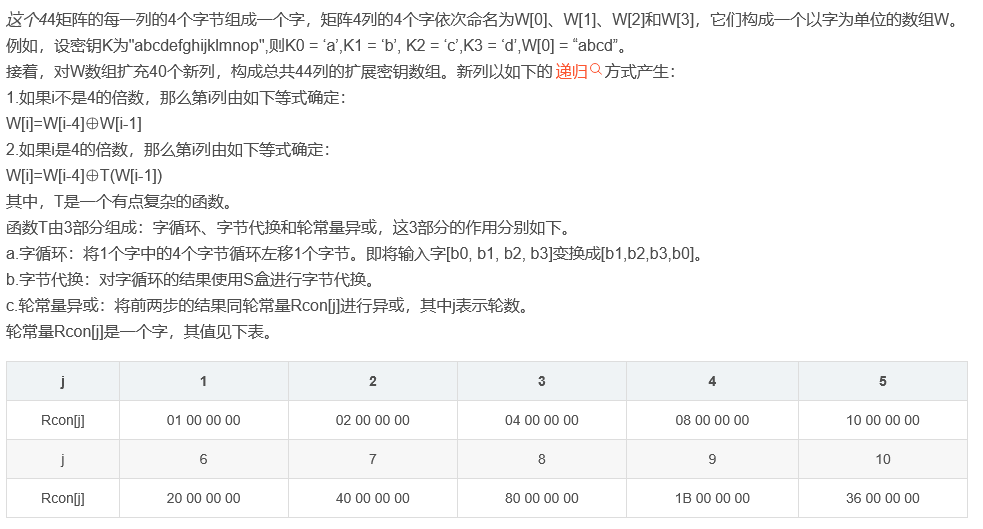 这个44矩阵的每一列的4个字节组成一个字，矩阵4列的4个字依次命名为W[0]、W[1]、W[2]和W[3]，它们构成一个以字为单位的数组W。
例如，设密钥K为"abcdefghijklmnop",则K0 = ‘a’,K1 = ‘b’, K2 = ‘c’,K3 = ‘d’,W[0] = “abcd”。
接着，对W数组扩充40个新列，构成总共44列的扩展密钥数组。新列以如下的递归方式产生：
1.如果i不是4的倍数，那么第i列由如下等式确定：
W[i]=W[i-4]⨁W[i-1]
2.如果i是4的倍数，那么第i列由如下等式确定：
W[i]=W[i-4]⨁T(W[i-1])
其中，T是一个有点复杂的函数。
函数T由3部分组成：字循环、字节代换和轮常量异或，这3部分的作用分别如下。
a.字循环：将1个字中的4个字节循环左移1个字节。即将输入字[b0, b1, b2, b3]变换成[b1,b2,b3,b0]。
b.字节代换：对字循环的结果使用S盒进行字节代换。
c.轮常量异或：将前两步的结果同轮常量Rcon[j]进行异或，其中j表示轮数。
轮常量Rcon[j]是一个字，其值见下表。
j 1 2 3 4 5
Rcon[j] 01 00 00 00 02 00 00 00 04 00 00 00 08 00 00 00 10 00 00 00
j 6 7 8 9 10
Rcon[j] 20 00 00 00 40 00 00 00 80 00 00 00 1B 00 00 00 36 00 00 00